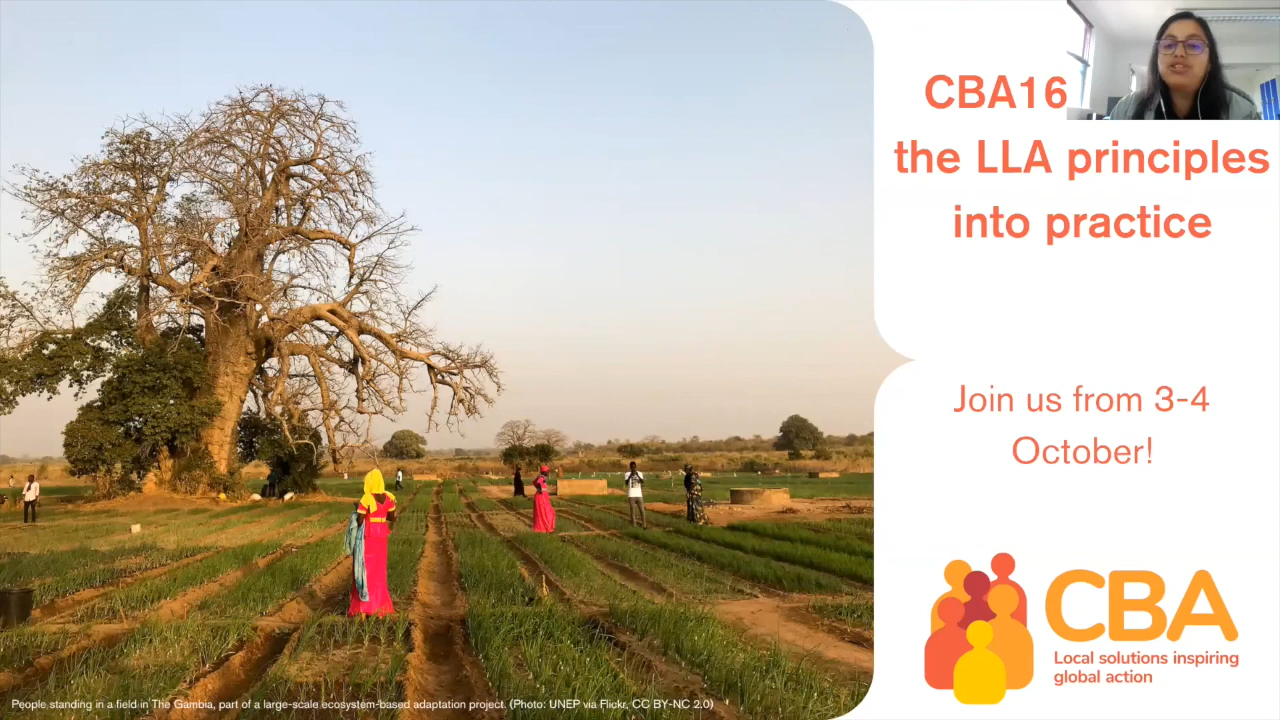 CBA16
the LLA principles
into practice
Join us from 3-4
October!
CBA
Local solutions inspiring
global action
People standing in a field in The Gambia, part of a large-scale ecosystem-based adaptation project. (Photo: UNEP via Flickr, CC BY-NC 2.0)